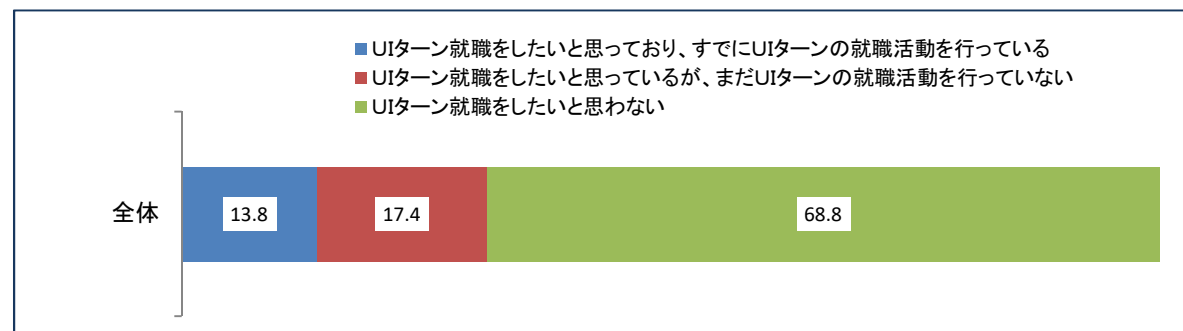 UIターン就職をしたいと思っており、すでにUIターンの就職活動を行っている
UIターン就職をしたいと思っているが、まだUIターンの就職活動を行っていない
UIターン就職をしたいと思わない
全体
13.8
17.4
68.8